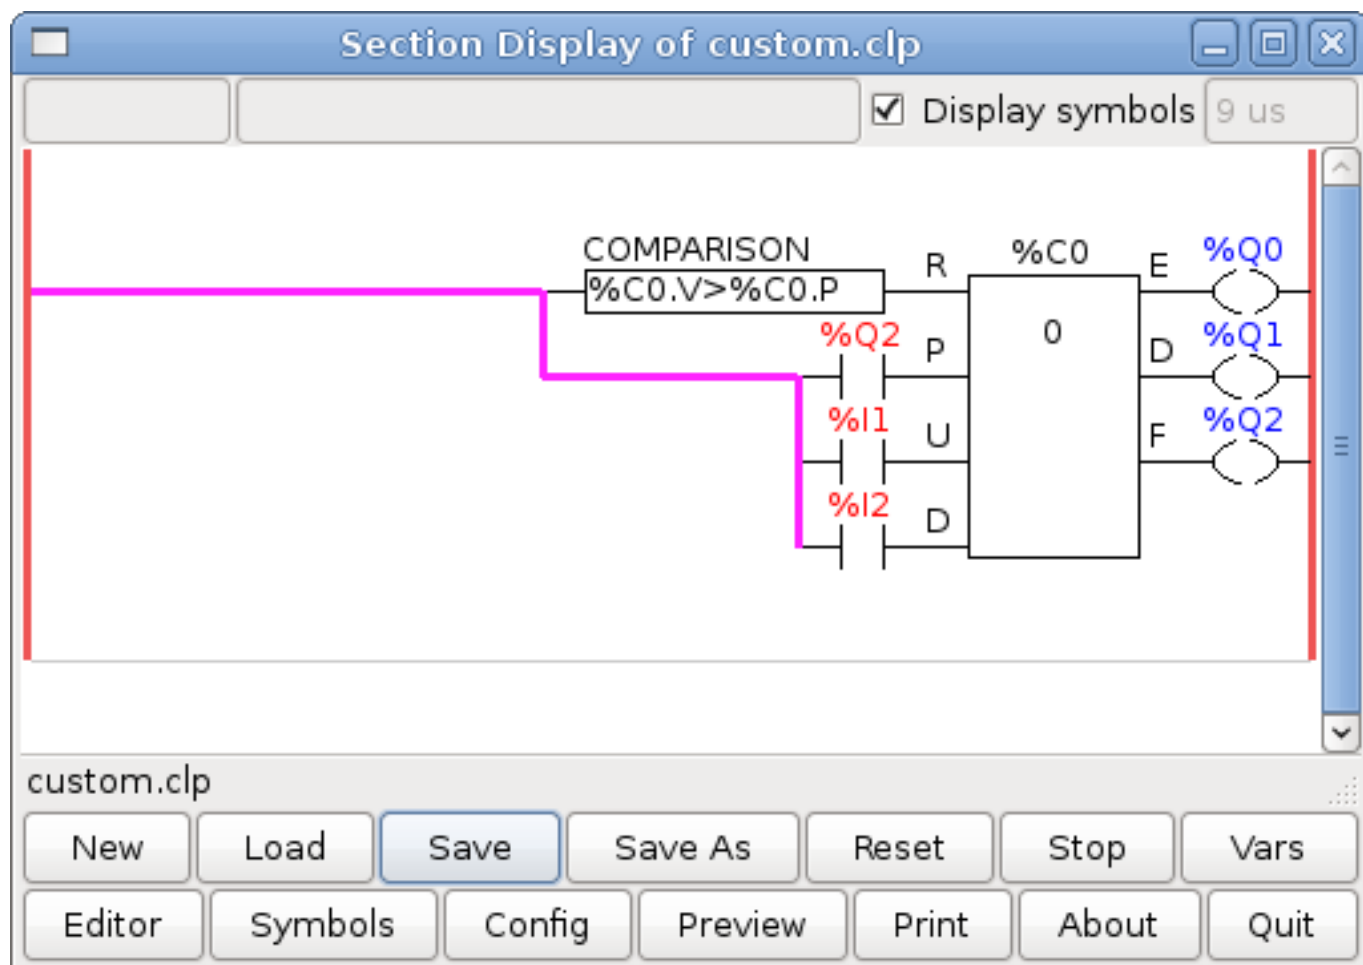 Section Display of custom.clp
Display symbols 9 us
COMPARISON R %C0 E %Q0
%C0.V>%C0.P
%Q2 P 0 D %Q1
%I1 U F %Q2
%I2 D
custom.clp
New Load Save Save As Reset Stop Vars
Editor Symbols Config Preview Print About Quit